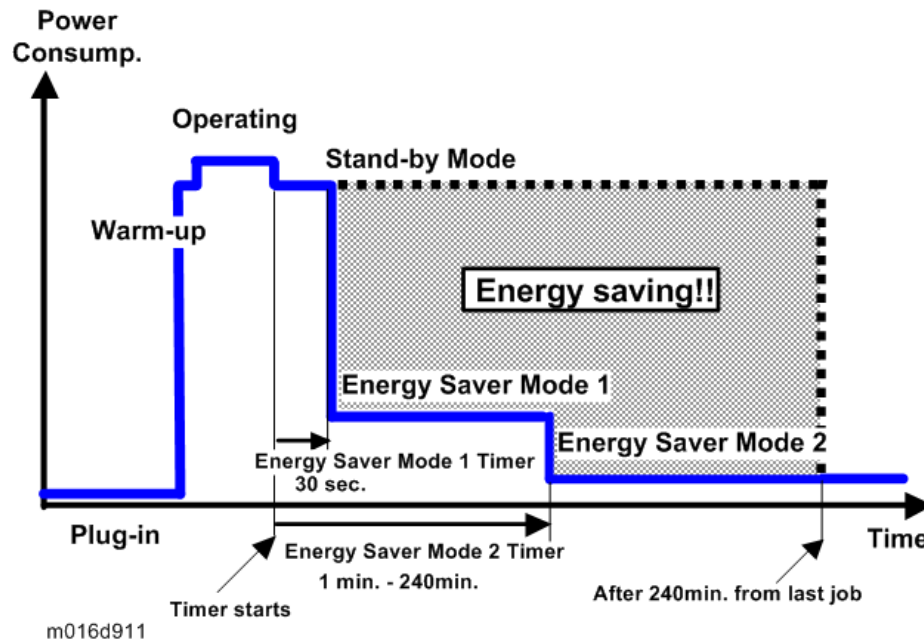 Power
Consump.
Operating
Stand-by Mode
Warm-up
Energy saving!!
Energy Saver Mode 1
Energy Saver Mode 2
Energy Saver Mode 1 Timer
30 sec.
Plug-in
Time
Energy Saver Mode 2 Timer
1 min. - 240min.
Timer starts
After 240min. from last job
m016d911